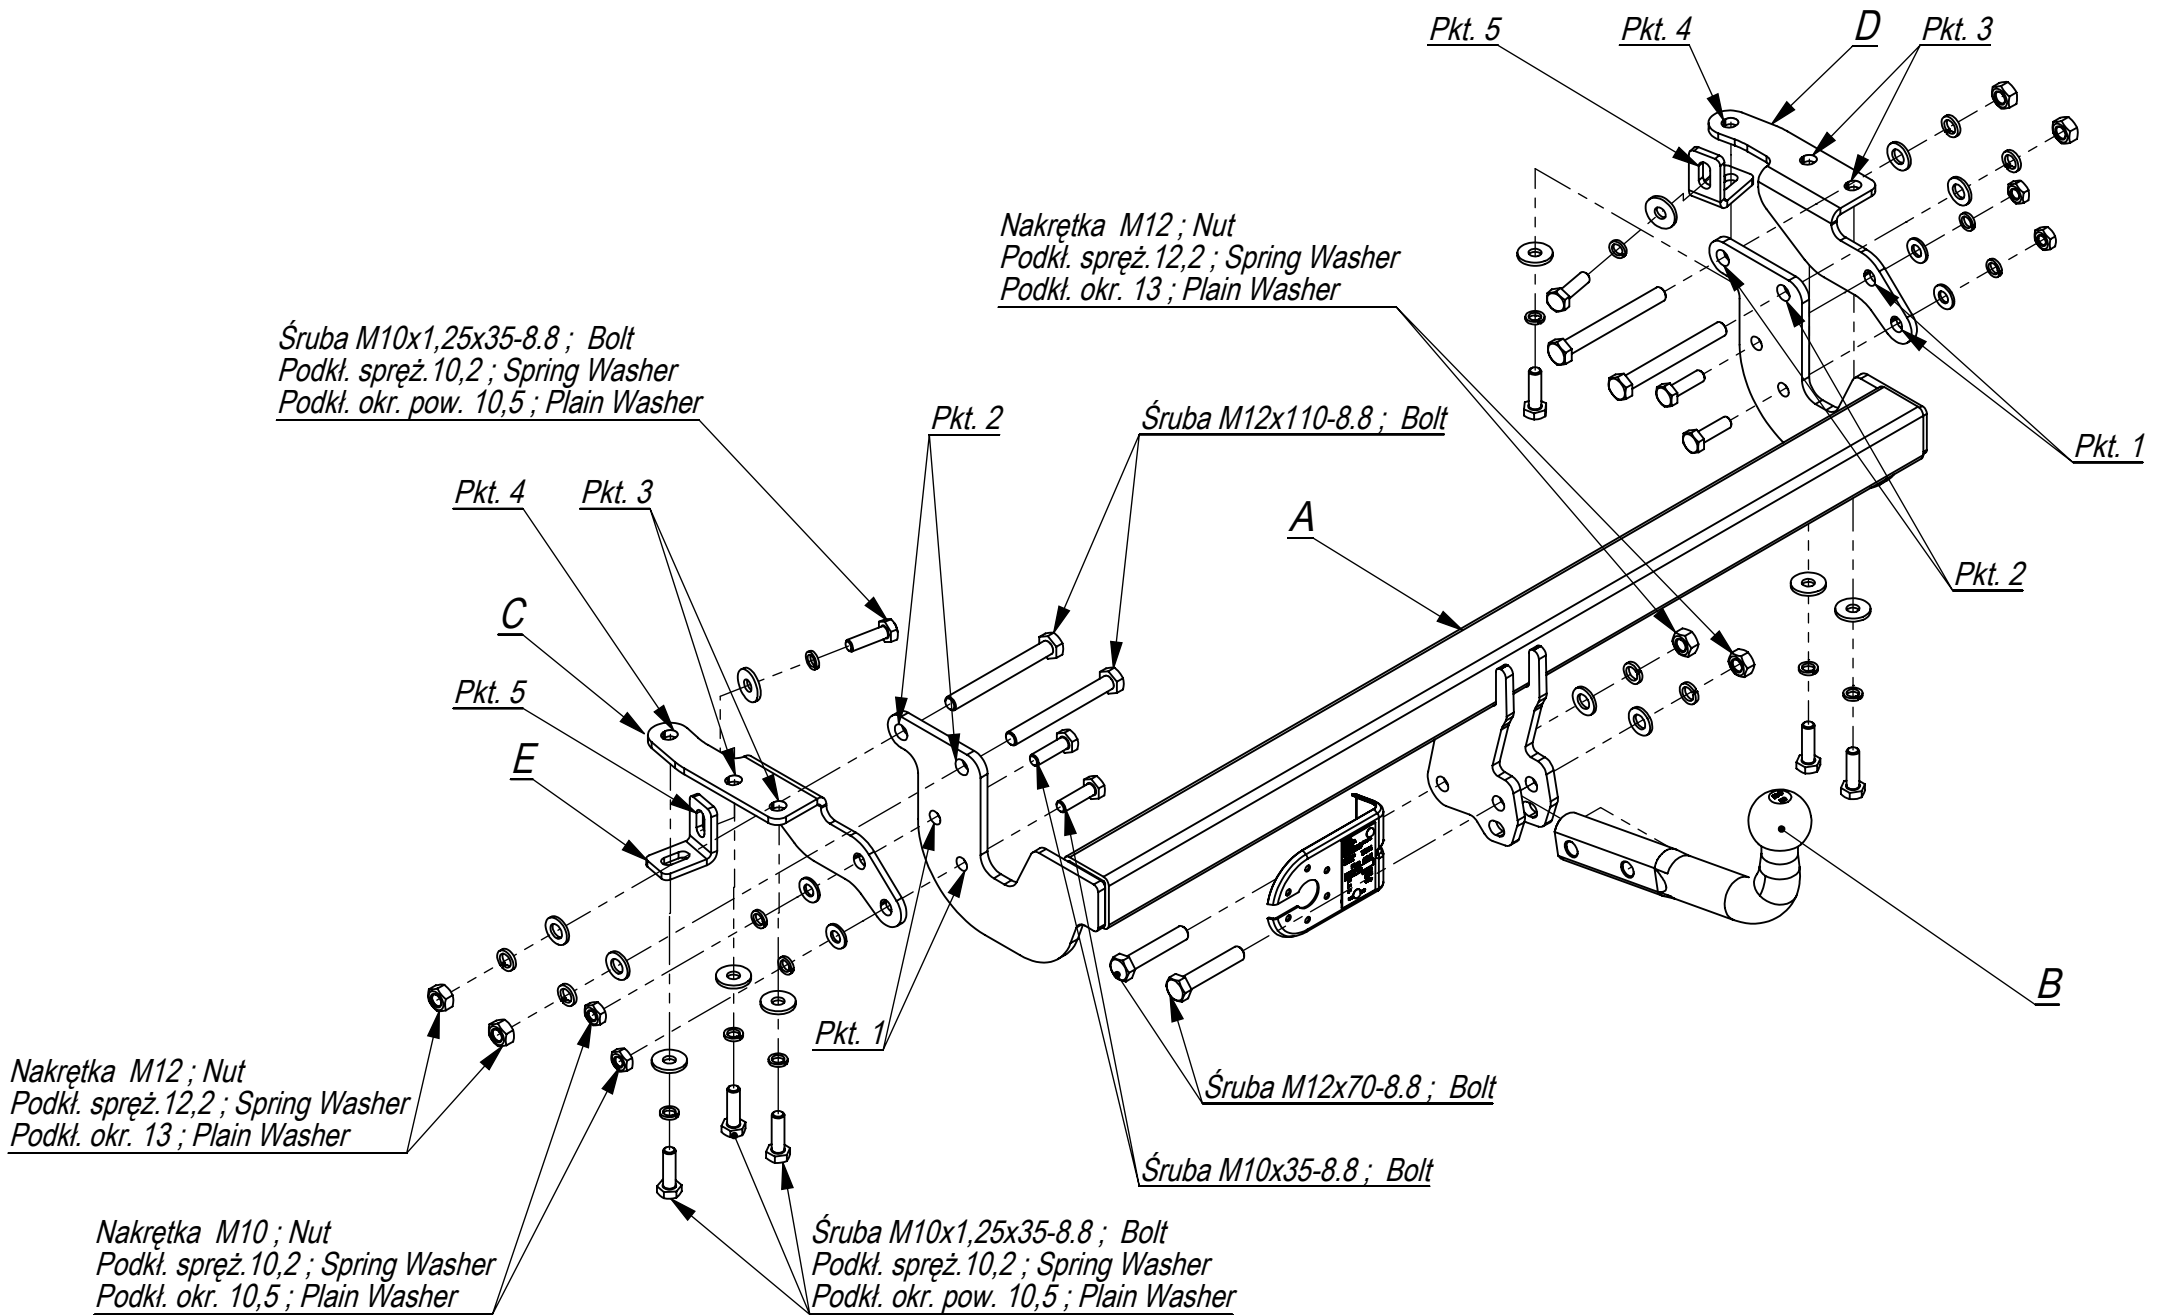 Pkt. 5
Pkt. 4
D
Pkt. 3
Nakrętka M12 ; Nut
Podkł. spręż.12,2 ; Spring Washer
Podkł. okr. 13 ; Plain Washer
Śruba M10x1,25x35-8.8 ; Bolt
Podkł. spręż.10,2 ; Spring Washer
Podkł. okr. pow. 10,5 ; Plain Washer
Pkt. 2
Śruba M12x110-8.8 ; Bolt
Pkt. 1
Pkt. 4
Pkt. 3
A
Pkt. 2
C
Pkt. 5
E
B
Pkt. 1
Nakrętka M12 ; Nut
Podkł. spręż.12,2 ; Spring Washer
Podkł. okr. 13 ; Plain Washer
Śruba M12x70-8.8 ; Bolt
Śruba M10x35-8.8 ; Bolt
Nakrętka M10 ; Nut
Podkł. spręż.10,2 ; Spring Washer
Podkł. okr. 10,5 ; Plain Washer
Śruba M10x1,25x35-8.8 ; Bolt
Podkł. spręż.10,2 ; Spring Washer
Podkł. okr. pow. 10,5 ; Plain Washer